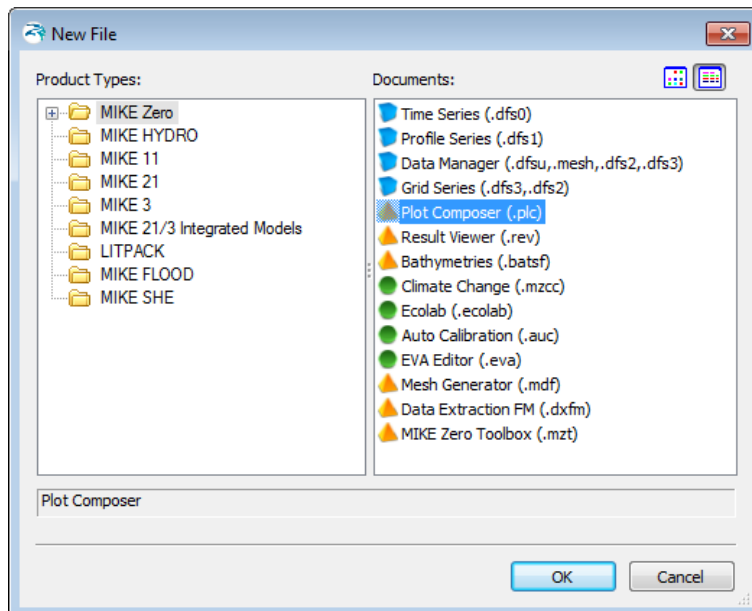 New File
Product Types:
Documents:
MIKE Zero
MIKE HYDRO
MIKE 11
MIKE 21
MIKE 3
MIKE 21/3 Integrated Models
LITPACK
MIKE FLOOD
MIKE SHE
Time Series (.dfs0)
Profile Series (.dfs1)
Data Manager (.dfsu,.mesh,.dfs2,.dfs3)
Grid Series (.dfs3,.dfs2)
Plot Composer (.plc)
Result Viewer (.rev)
Bathymetries (.batsf)
Climate Change (.mzcc)
Ecolab (.ecolab)
Auto Calibration (.auc)
EVA Editor (.eva)
Mesh Generator (.mdf)
Data Extraction FM (.dxfm)
MIKE Zero Toolbox (.mzt)
Plot Composer
OK
Cancel